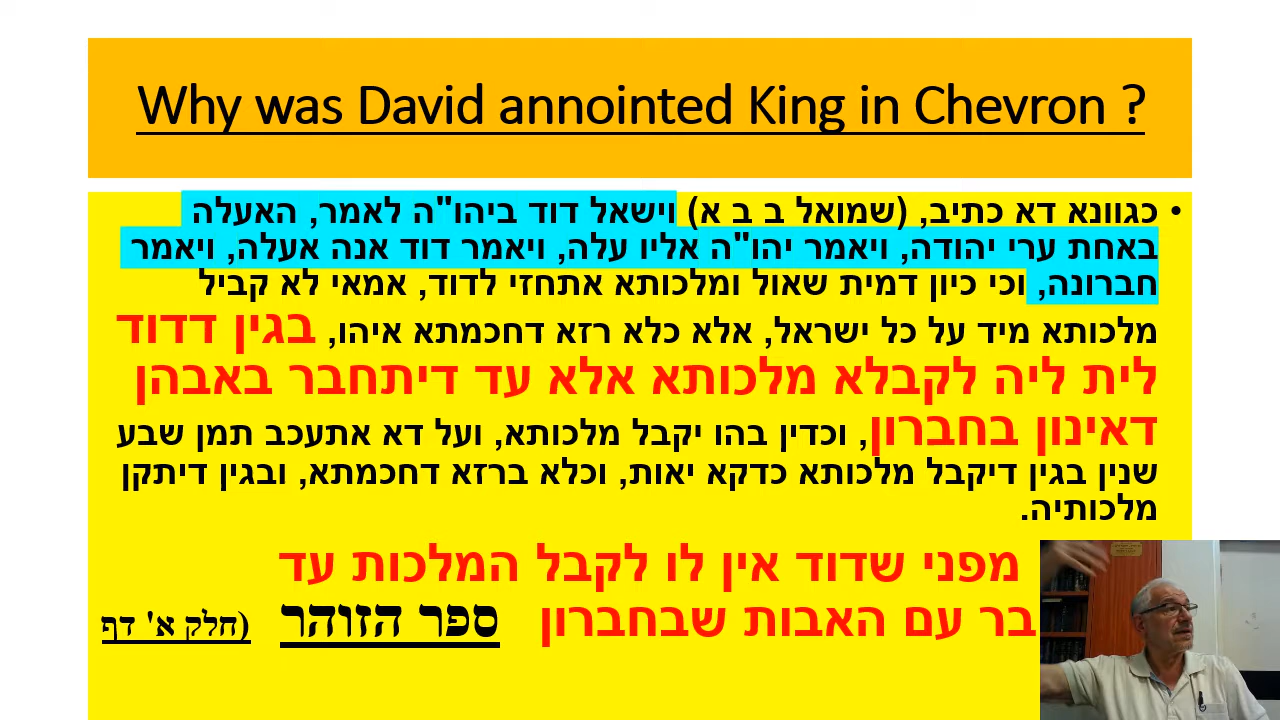 Why was David annointed King in Chevron ?
• כגוונא דא כתיב, (שמואל ב ב א) וישאל דוד ביהו"ה לאמר, האעלה
באחת ערי יהודה, ויאמר יהו"ה אליו עלה, ויאמר דוד אנה אעלה, ויאמר
חברונה, וכי כיון דמית שאול ומלכותא אתחזי לדוד, אמאי לא קביל
מלכותא מיד על כל ישראל, אלא כלא רזא דחכמתא איהו, בגין דדוד
לית ליה לקבלא מלכותא אלא עד דיתחבר באבהן
דאינון בחברון, וכדין בהו יקבל מלכותא, ועל דא אתעכב תמן שבע
שנין בגין דיקבל מלכותא כדקא יאות, וכלא ברזא דחכמתא, ובגין דיתקן
מלכותיה.
מפני שדוד אין לו לקבל המלכות עד
בר עם האבות שבחברון ספר הזוהר (חלק א' דף